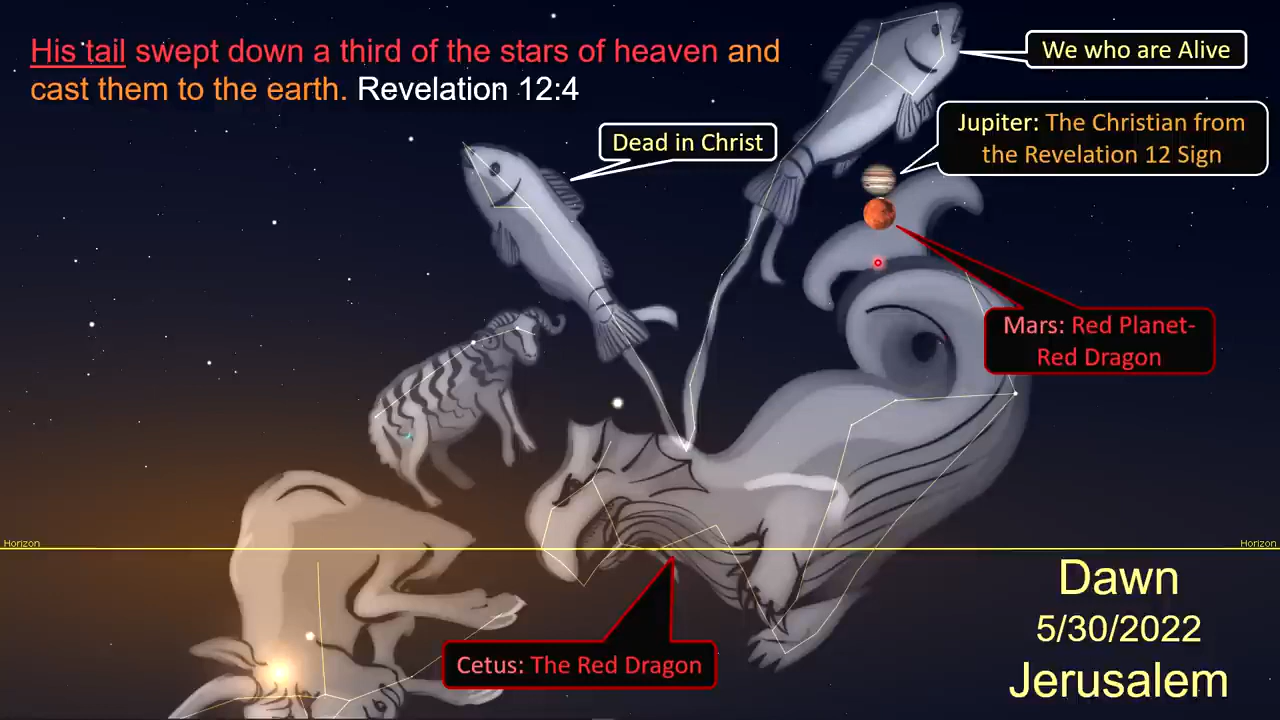 His tail swept down a third of the stars of heaven and
cast them to the earth. Revelation 12:4
We who are Alive
Dead in Christ
Jupiter: The Christian from
the Revelation 12 Sign
Mars: Red Planet-
Red Dragon
Horizon
Horizon
Cetus: The Red Dragon
Dawn
5/30/2022
Jerusalem